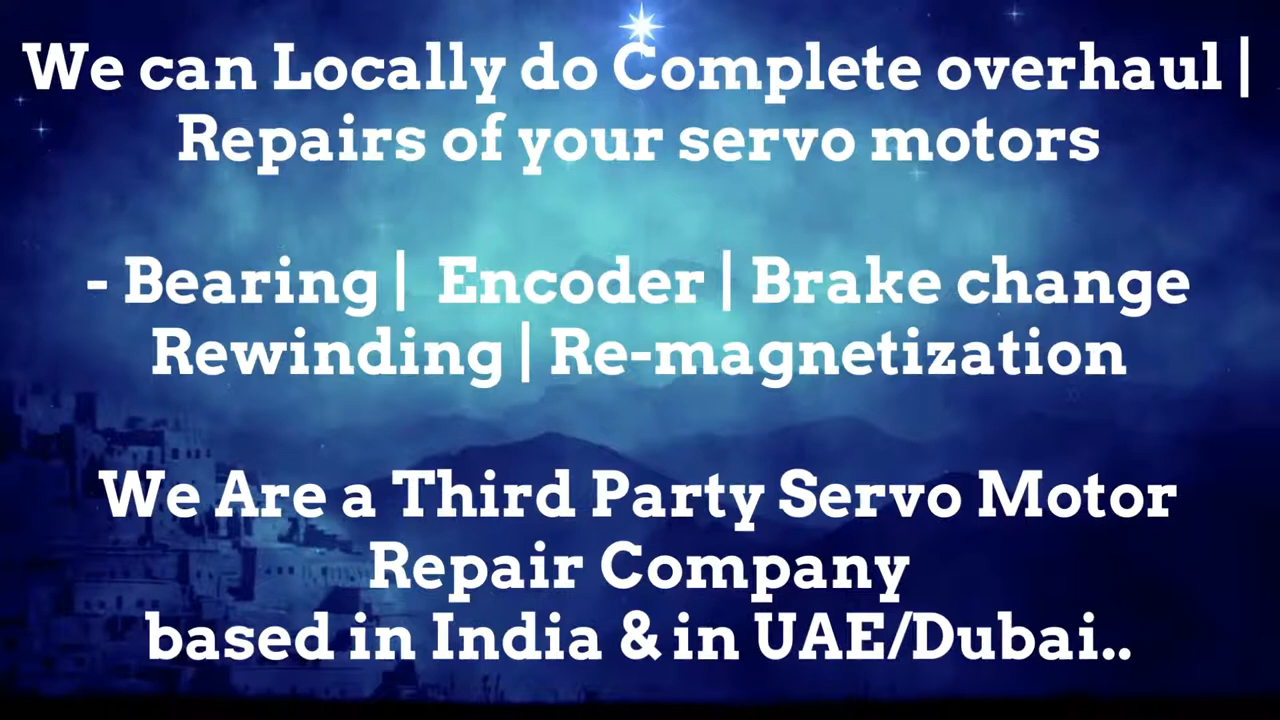 We can Locally do Complete overhaul |
Repairs of your servo motors
- Bearing | Encoder | Brake change
Rewinding | Re-magnetization
We Are a Third Party Servo Motor
Repair Company
based in India & in UAE/Dubai..